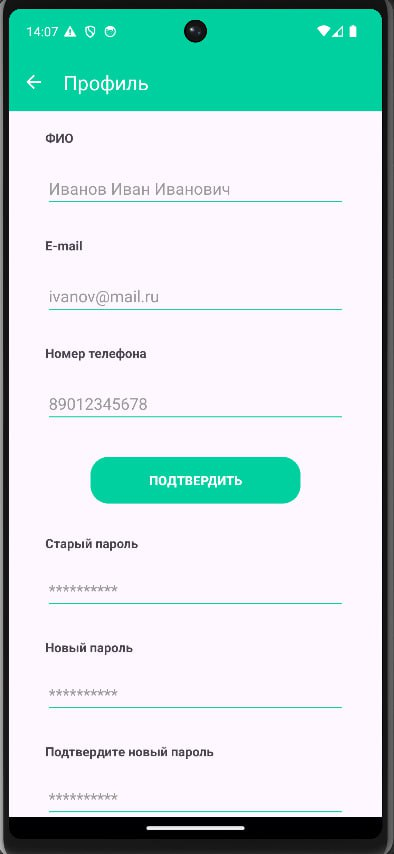 14:07
Профиль
ФИО
Иванов Иван Иванович
E-mail
ivanov@mail.ru
Номер телефона
89012345678
ПОДТВЕРДИТЬ
Старый пароль
**********
Новый пароль
**********
Подтвердите новый пароль
**********